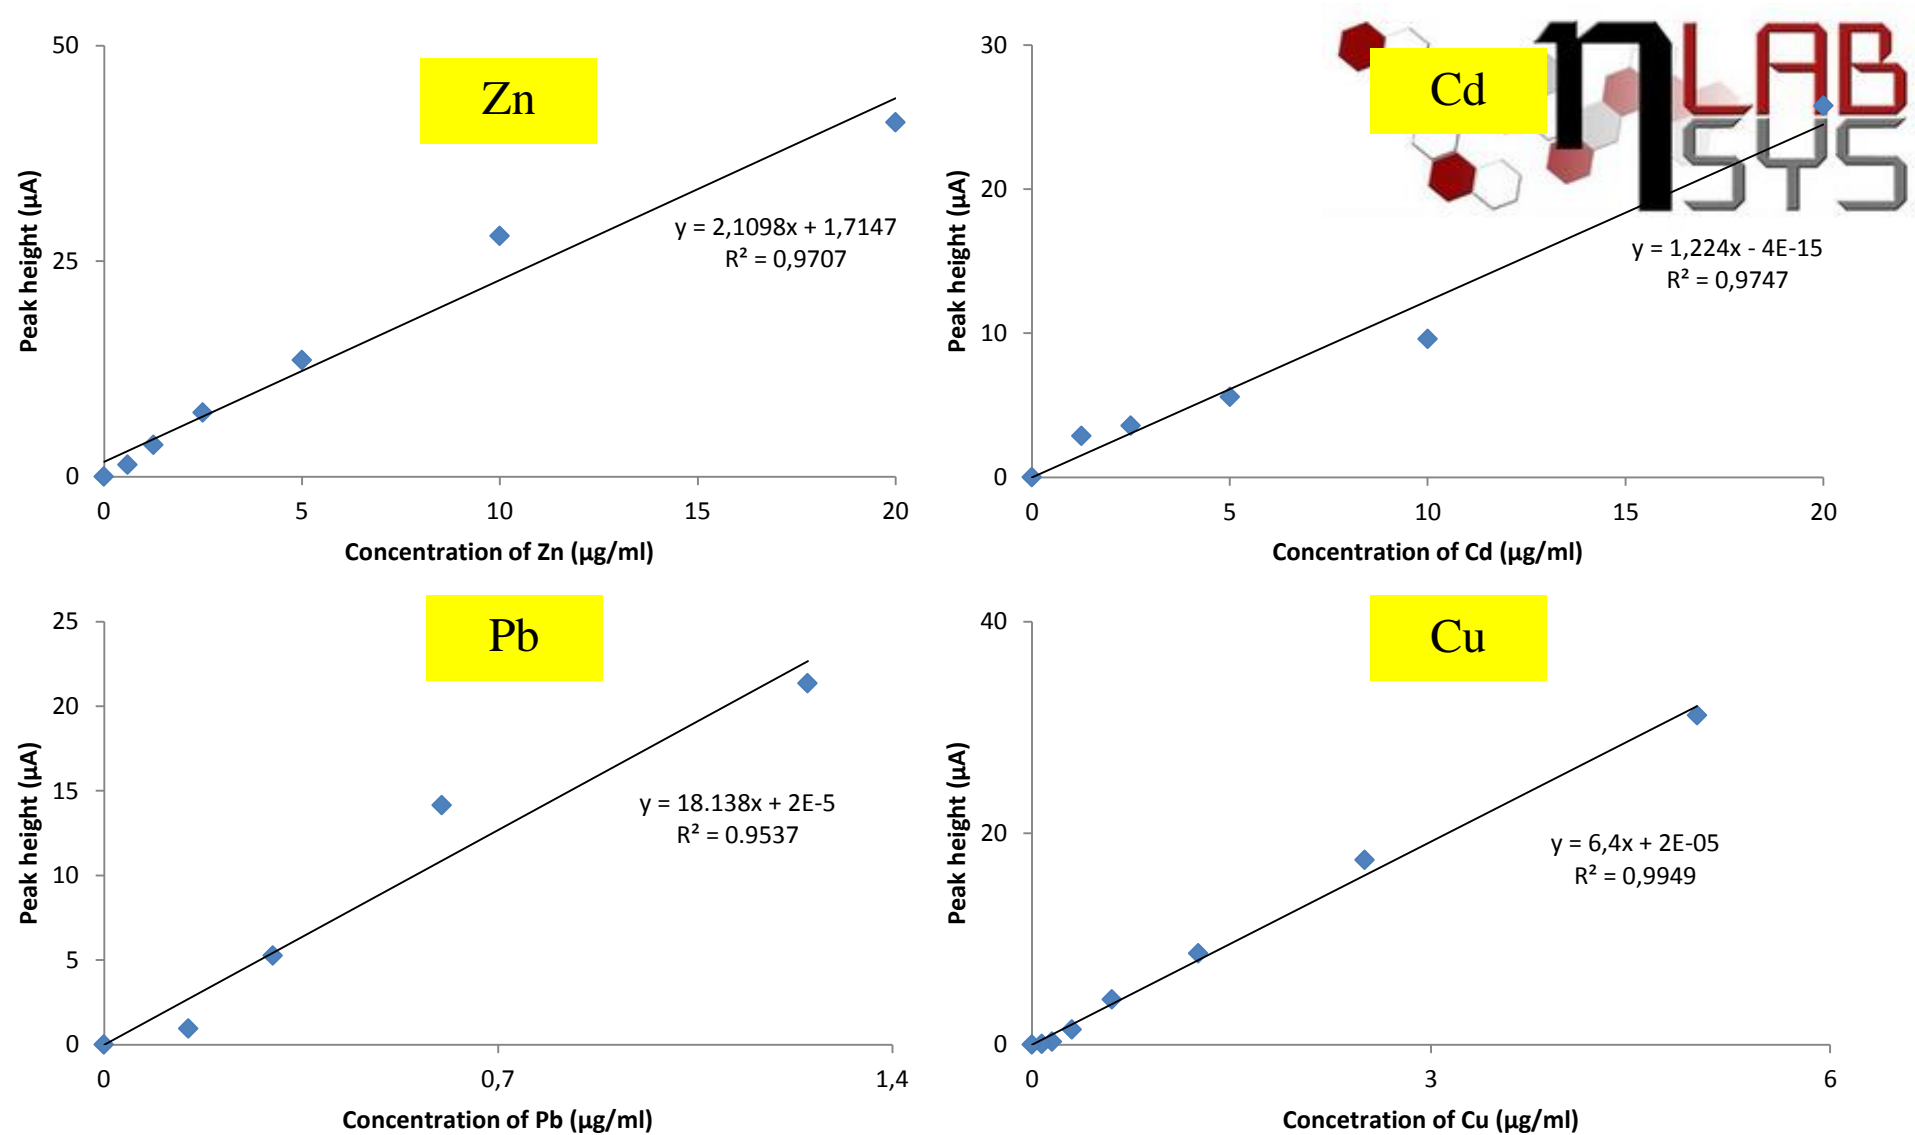 Zn
50
25
0
0 5 10 15 20
Peak height (µA)
y = 2,1098x + 1,7147
R² = 0,9707
Concentration of Zn (µg/ml)
Cd
ηLAB
SYS
30
20
10
0
0 5 10 15 20
Peak height (µA)
y = 1,224x - 4E-15
R² = 0,9747
Concentration of Cd (µg/ml)
Pb
25
20
15
10
5
0
0 0,7 1,4
Peak height (µA)
y = 18.138x + 2E-5
R² = 0.9537
Concentration of Pb (µg/ml)
Cu
40
20
0
0 3 6
Peak height (µA)
y = 6,4x + 2E-05
R² = 0,9949
Concetration of Cu (µg/ml)